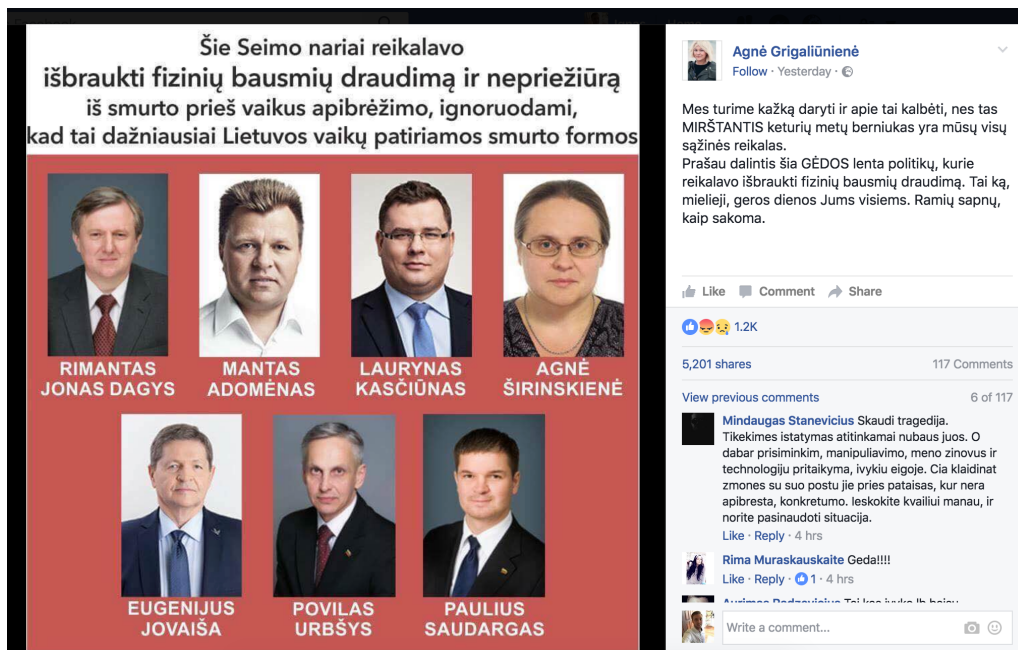 Šie Seimo nariai reikalavo
išbraukti fizinių bausmių draudimą ir nepriežiūrą
iš smurto prieš vaikus apibrėžimo, ignoruodami,
kad tai dažniausiai Lietuvos vaikų patiriamos smurto formos
RIMANTAS
JONAS DAGYS
MANTAS
ADOMĖNAS
LAURYNAS
KASČIŪNAS
AGNĖ
ŠIRINSKIENĖ
EUGENIJUS
JOVAIŠA
POVILAS
URBŠYS
PAULIUS
SAUDARGAS
Agnė Grigaliūnienė
Follow · Yesterday ·
Mes turime kažką daryti ir apie tai kalbėti, nes tas
MIRŠTANTIS keturių metų berniukas yra mūsų visų
sąžinės reikalas.
Prašau dalintis šia GĖDOS lenta politikų, kurie
reikalavo išbraukti fizinių bausmių draudimą. Tai ką,
mielieji, geros dienos Jums visiems. Ramių sapnų,
kaip sakoma.
Like Comment Share
1.2K
5,201 shares 117 Comments
View previous comments 6 of 117
Mindaugas Stanevicius Skaudi tragedija.
Tikekimes istatymas atitinkamai nubaus juos. O
dabar prisiminkim, manipuliavimo, meno zinovus ir
technologiju pritaikyma, ivykiu eigoje. Cia klaidinat
zmones su suo postu jie pries pataisas, kur nera
apibresta, konkretumo. Ieskokite kvailiui manau, ir
norite pasinaudoti situacija.
Like · Reply · 4 hrs
Rima Muraskauskaite Geda!!!!
Like · Reply · 1 · 4 hrs
Write a comment...